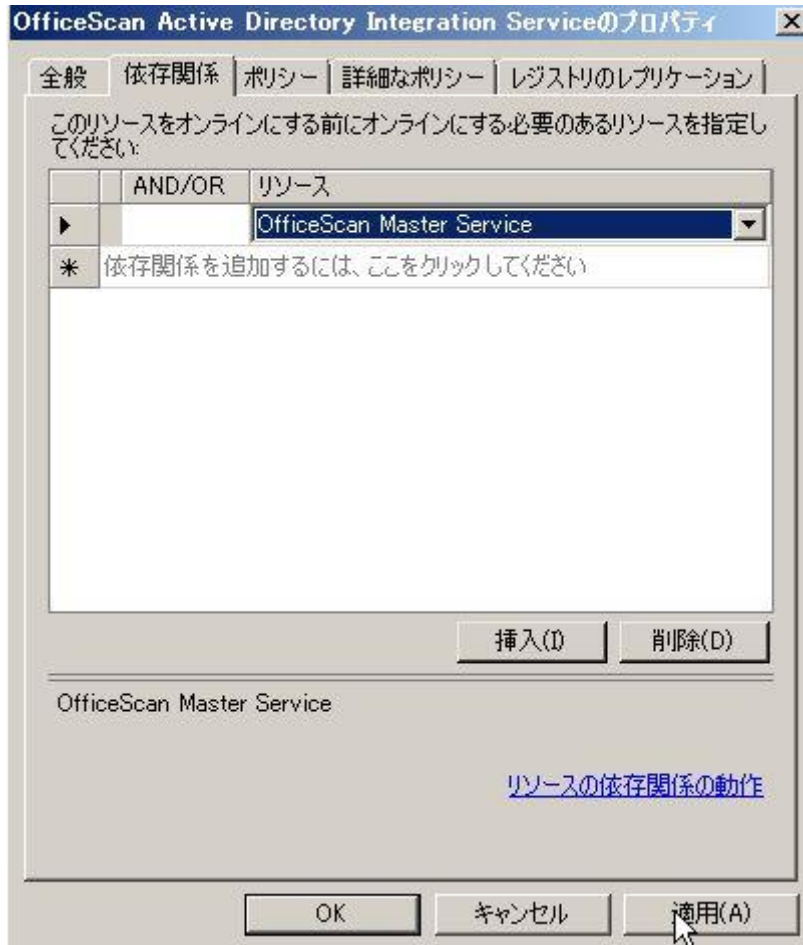 OfficeScan Active Directory Integration Serviceのプロパティ
全般 依存関係 ポリシー 詳細なポリシー レジストリのレプリケーション
このリソースをオンラインにする前にオンラインにする必要のあるリソースを指定し
てください:
AND/OR リソース
OfficeScan Master Service
依存関係を追加するには、ここをクリックしてください
挿入(I) 削除(D)
OfficeScan Master Service
リソースの依存関係の動作
OK キャンセル 適用(A)